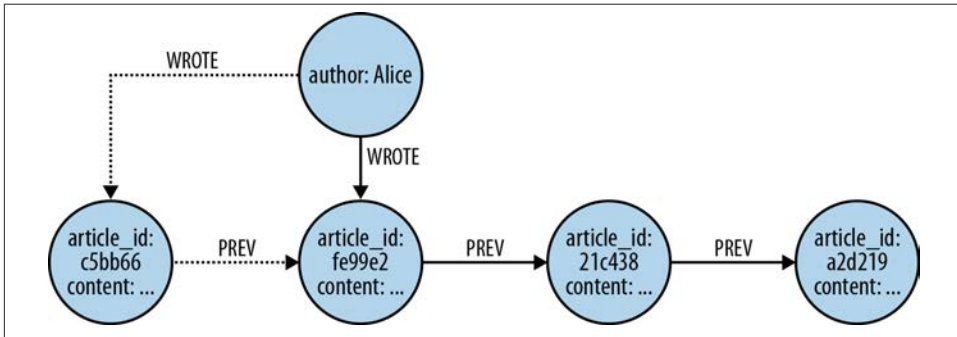 WROTE
author: Alice
WROTE
article_id:
c5bb66
content: ...
PREV
article_id:
fe99e2
content: ...
PREV
article_id:
21c438
content: ...
PREV
article_id:
a2d219
content: ...